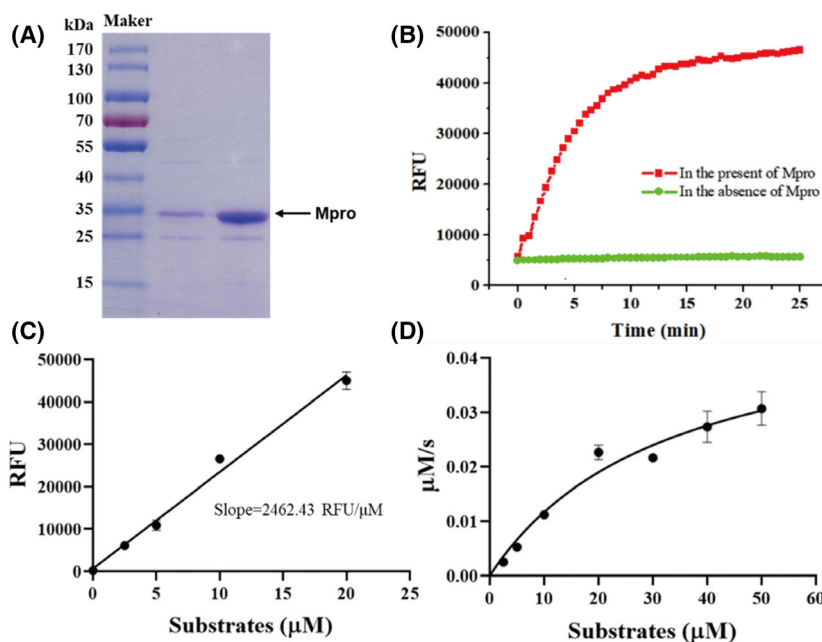 (A)
kDa Maker
170
130
100
70
55
40
35
25
15
Mpro
(B)
RFU
50000
40000
30000
20000
10000
0
In the present of Mpro
In the absence of Mpro
0 5 10 15 20 25
Time (min)
(C)
RFU
50000
40000
30000
20000
10000
0
Slope=2462.43 RFU/μM
0 5 10 15 20 25
Substrates (μM)
(D)
μM/s
0.04
0.03
0.02
0.01
0.00
0 10 20 30 40 50 60
Substrates (μM)